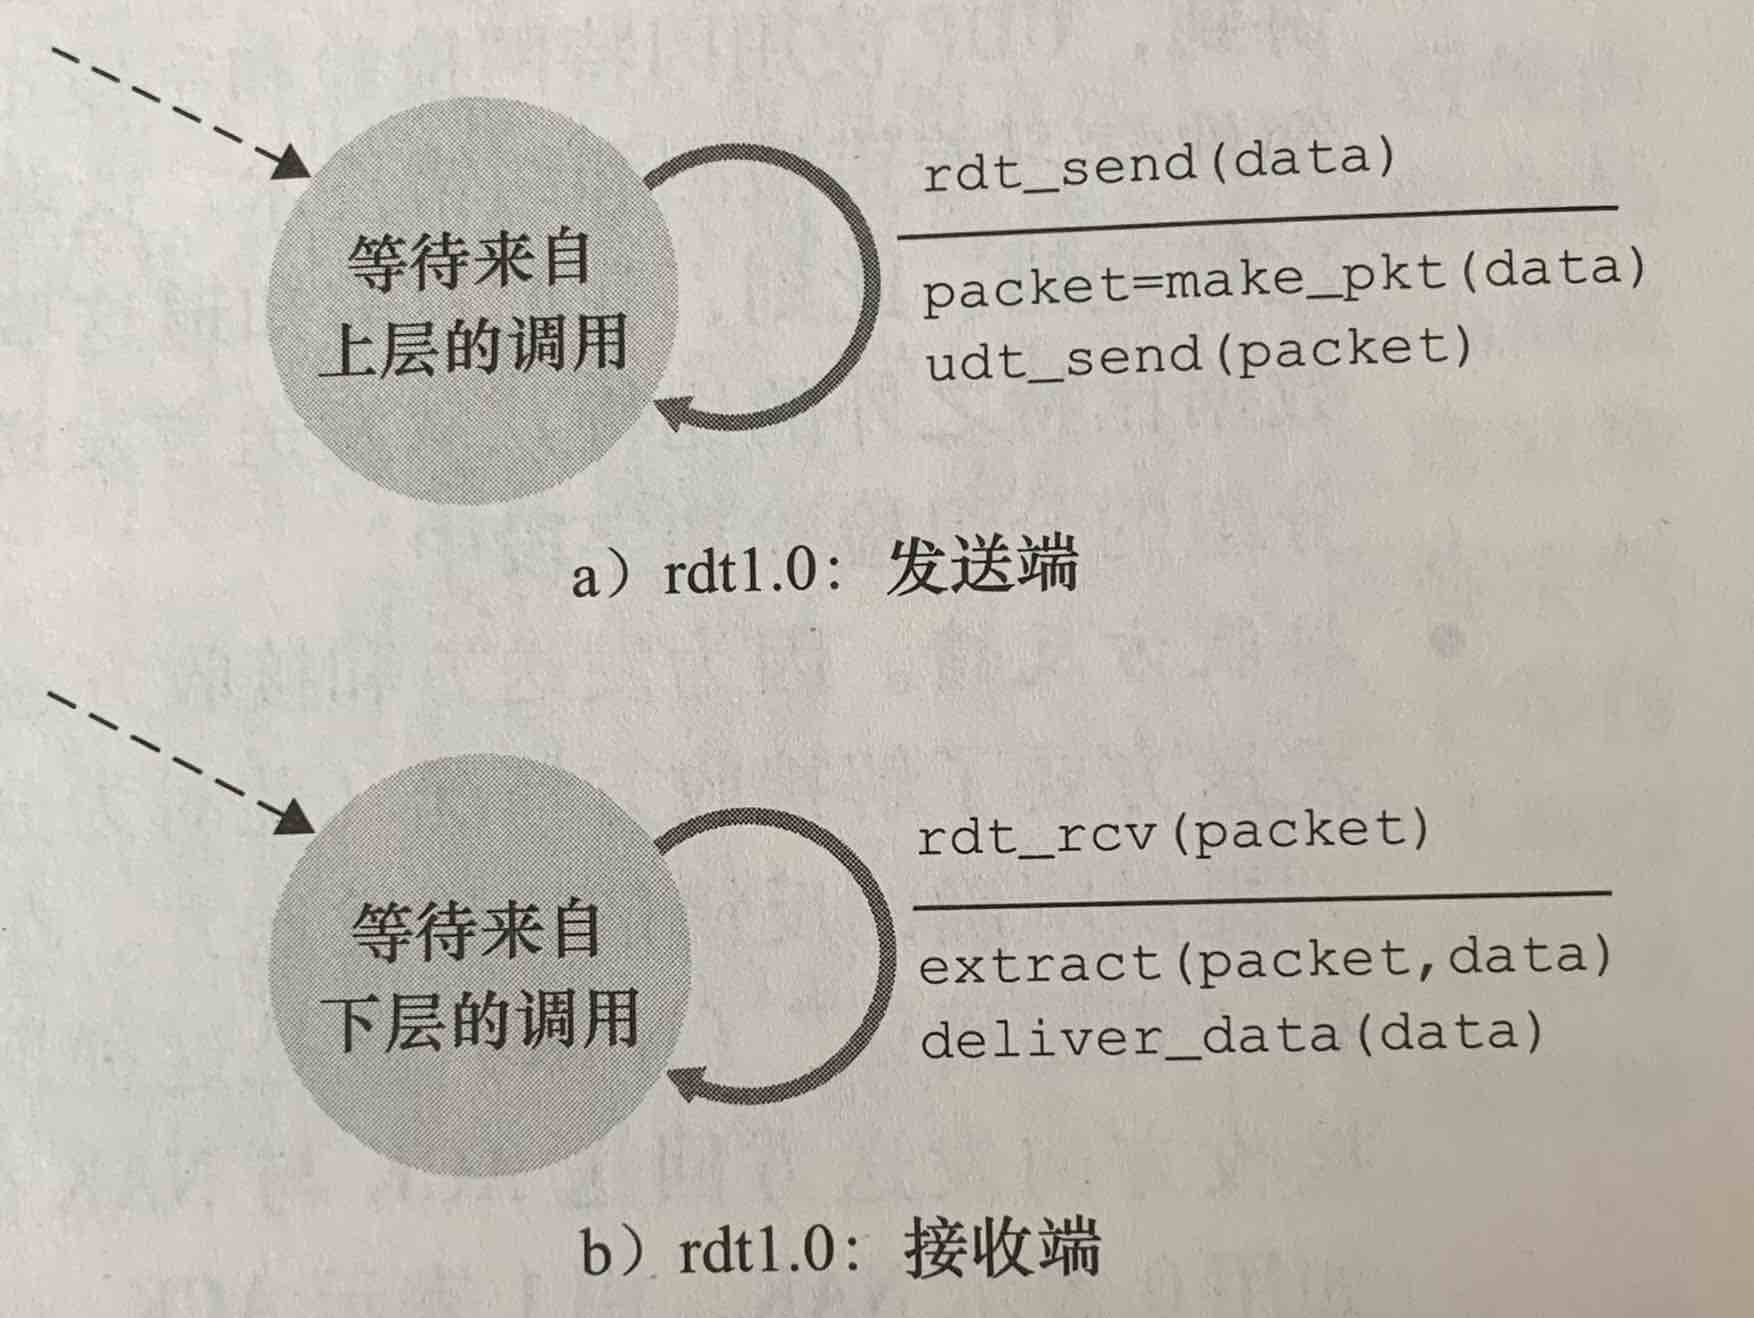 等待来自
上层的调用
rdt_send(data)
packet=make_pkt(data)
udt_send(packet)
a）rdt1.0：发送端
等待来自
下层的调用
rdt_rcv(packet)
extract(packet,data)
deliver_data(data)
b）rdt1.0：接收端